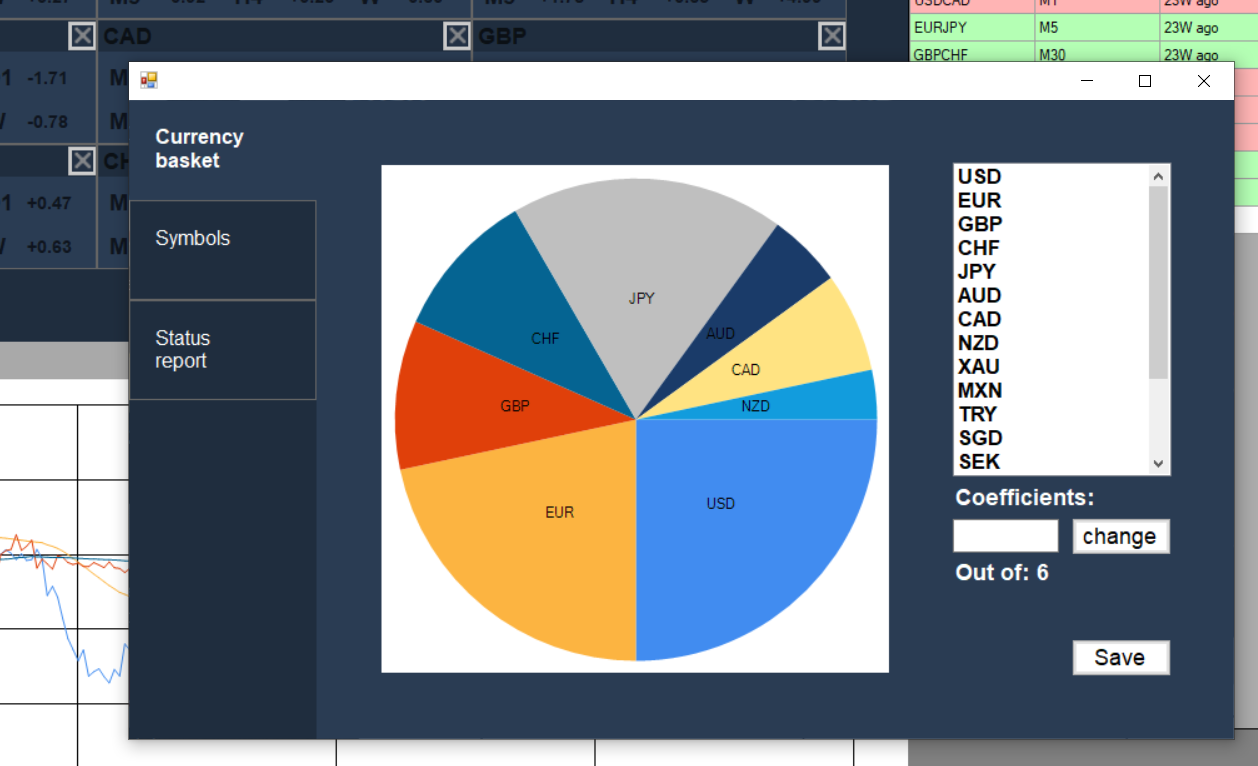 CAD
GBP
-1.71
-0.78
+0.47
+0.63
USDCAD M1 23W ago
EURJPY M5 23W ago
GBPCHF M30 23W ago
Currency
basket
Symbols
Status
report
JPY
AUD
CHF
CAD
GBP
NZD
EUR
USD
USD
EUR
GBP
CHF
JPY
AUD
CAD
NZD
XAU
MXN
TRY
SGD
SEK
Coefficients:
change
Out of: 6
Save